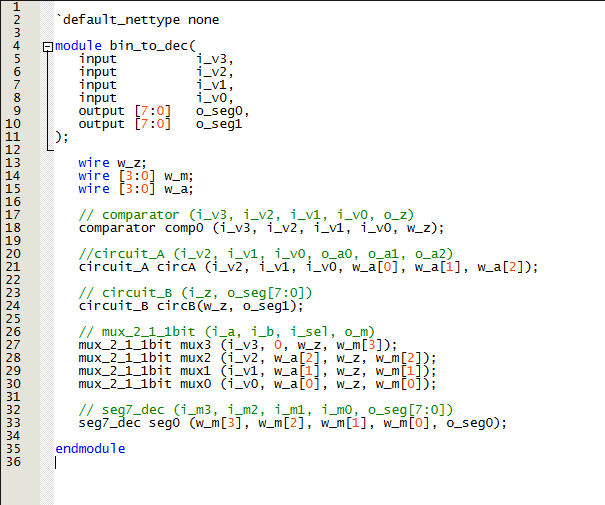 1
2 `default_nettype none
3
4 module bin_to_dec(
5 input i_v3,
6 input i_v2,
7 input i_v1,
8 input i_v0,
9 output [7:0] o_seg0,
10 output [7:0] o_seg1
11 );
12
13 wire w_z;
14 wire [3:0] w_m;
15 wire [3:0] w_a;
16
17 // comparator (i_v3, i_v2, i_v1, i_v0, o_z)
18 comparator comp0 (i_v3, i_v2, i_v1, i_v0, w_z);
19
20 //circuit_A (i_v2, i_v1, i_v0, o_a0, o_a1, o_a2)
21 circuit_A circA (i_v2, i_v1, i_v0, w_a[0], w_a[1], w_a[2]);
22
23 // circuit_B (i_z, o_seg[7:0])
24 circuit_B circB(w_z, o_seg1);
25
26 // mux_2_1_1bit (i_a, i_b, i_sel, o_m)
27 mux_2_1_1bit mux3 (i_v3, 0, w_z, w_m[3]);
28 mux_2_1_1bit mux2 (i_v2, w_a[2], w_z, w_m[2]);
29 mux_2_1_1bit mux1 (i_v1, w_a[1], w_z, w_m[1]);
30 mux_2_1_1bit mux0 (i_v0, w_a[0], w_z, w_m[0]);
31
32 // seg7_dec (i_m3, i_m2, i_m1, i_m0, o_seg[7:0])
33 seg7_dec seg0 (w_m[3], w_m[2], w_m[1], w_m[0], o_seg0);
34
35 endmodule
36